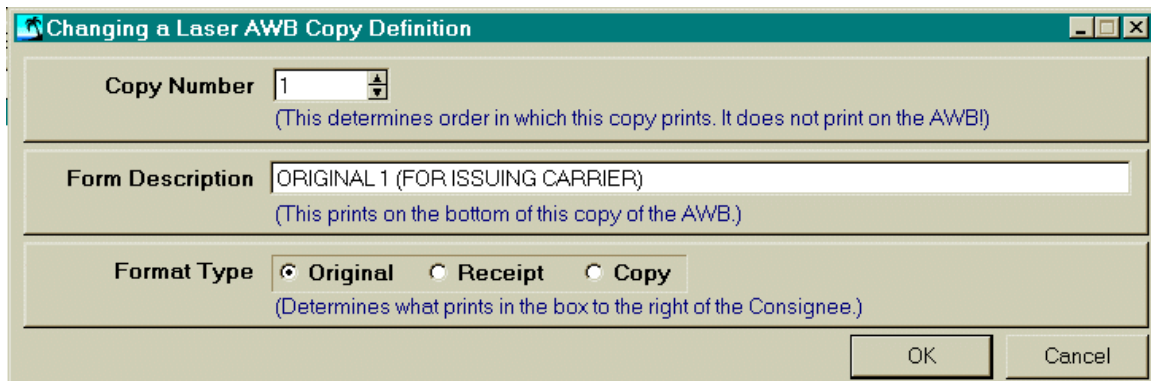 Changing a Laser AWB Copy Definition
Copy Number 1
(This determines order in which this copy prints. It does not print on the AWB!)
Form Description ORIGINAL 1 (FOR ISSUING CARRIER)
(This prints on the bottom of this copy of the AWB.)
Format Type Original Receipt Copy
(Determines what prints in the box to the right of the Consignee.)
OK Cancel